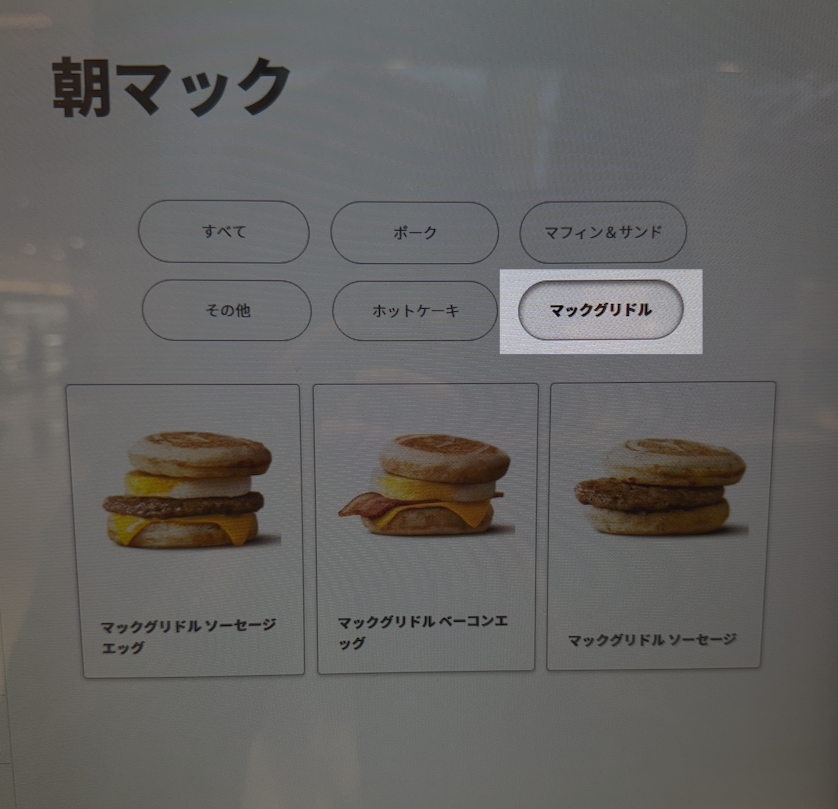 朝マック
すべて
ポーク
マフィン＆サンド
その他
ホットケーキ
マックグリドル
マックグリドル ソーセージ
エッグ
マックグリドル ベーコンエ
ッグ
マックグリドル ソーセージ